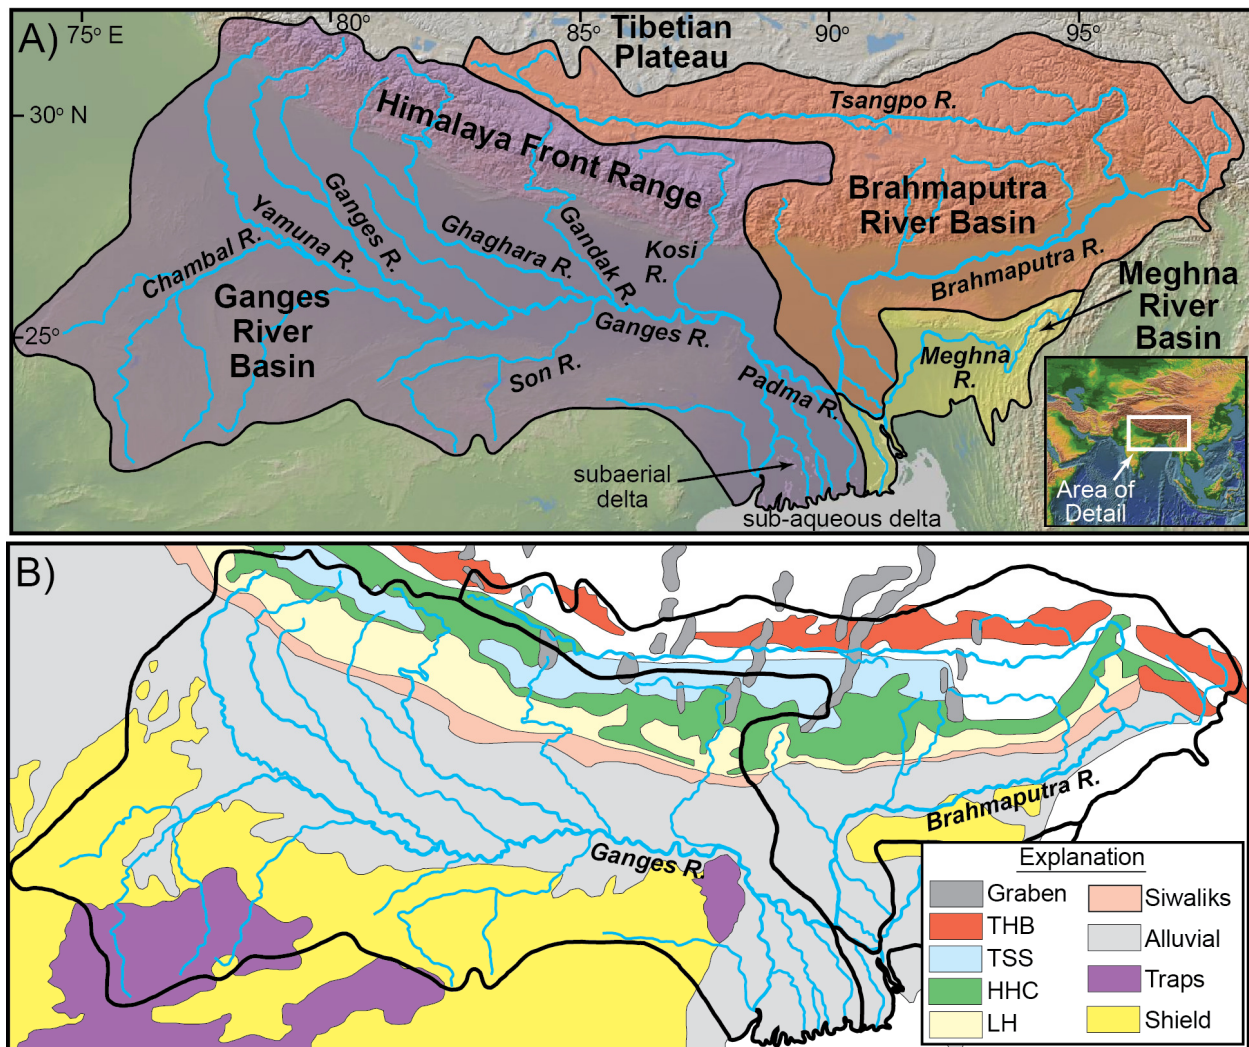 A)
75° E
80°
85°
90°
95°
Tibetian
Plateau
30° N
25°
Tsangpo R.
Himalaya Front Range
Brahmaputra
River Basin
Ganges R.
Yamuna R.
Chambal R.
Ghaghara R.
Gandak R.
Kosi
R.
Brahmaputra R.
Meghna
River
Basin
Ganges
River
Basin
Ganges R.
Son R.
Padma R.
Meghna
R.
subaerial
delta
sub-aqueous delta
Area of
Detail
B)
Brahmaputra R.
Ganges R.
Explanation
Graben
THB
TSS
HHC
LH
Siwaliks
Alluvial
Traps
Shield